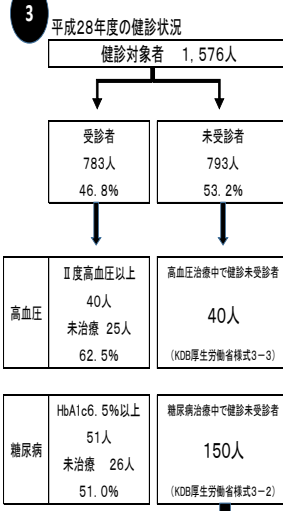 3
平成28年度の健診状況
健診対象者 1,576人
受診者
783人
46.8%
未受診者
793人
53.2%
高血圧
Ⅱ度高血圧以上
40人
未治療 25人
62.5%
高血圧治療中で健診未受診者
40人
(KDB厚生労働省様式3-3)
糖尿病
HbA1c6.5%以上
51人
未治療 26人
51.0%
糖尿病治療中で健診未受診者
150人
(KDB厚生労働省様式3-2)